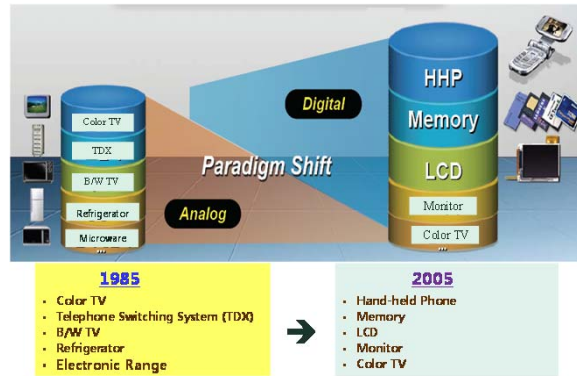 Color TV
TDX
B/W TV
Refrigerator
Microware
...
Paradigm Shift
Digital
Analog
HHP
Memory
LCD
Monitor
Color TV
...
1985
• Color TV
• Telephone Switching System (TDX)
• B/W TV
• Refrigerator
• Electronic Range
2005
• Hand-held Phone
• Memory
• LCD
• Monitor
• Color TV